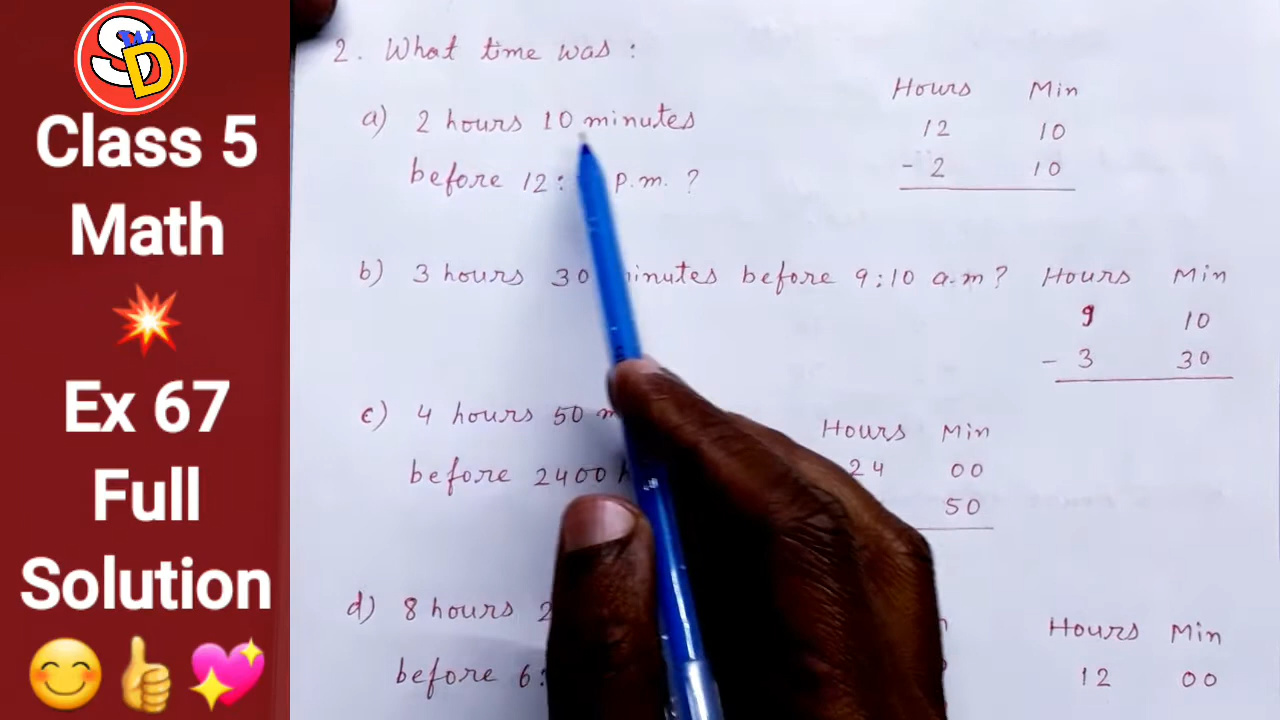 SWD
Class 5
Math
Ex 67
Full
Solution
2. What time was :
a) 2 hours 10 minutes
before 12: p.m. ?
Hours Min
12 10
- 2 10
b) 3 hours 30 minutes before 9:10 a.m?
Hours Min
9 10
- 3 30
c) 4 hours 50
before 2400
Hours Min
24 00
50
d) 8 hours
before 6:
Hours Min
12 00